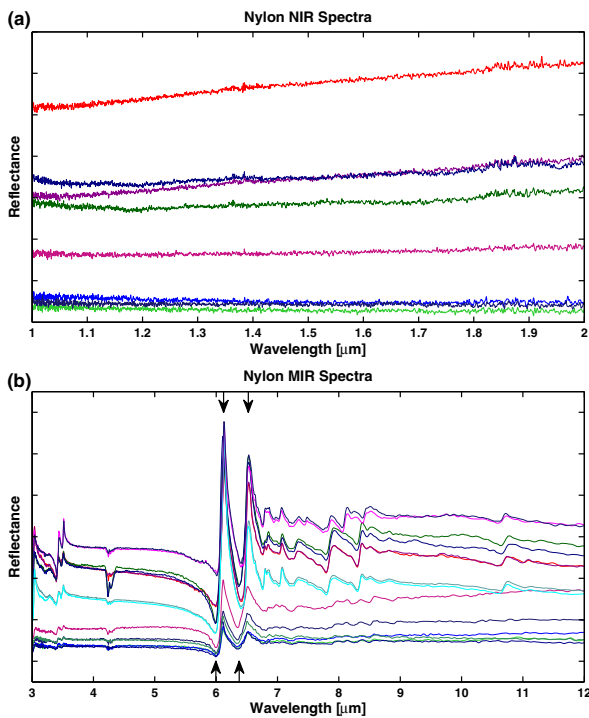 (a)
Nylon NIR Spectra
Reflectance
1 1.1 1.2 1.3 1.4 1.5 1.6 1.7 1.8 1.9 2
Wavelength [µm]
(b)
Nylon MIR Spectra
Reflectance
3 4 5 6 7 8 9 10 11 12
Wavelength [µm]